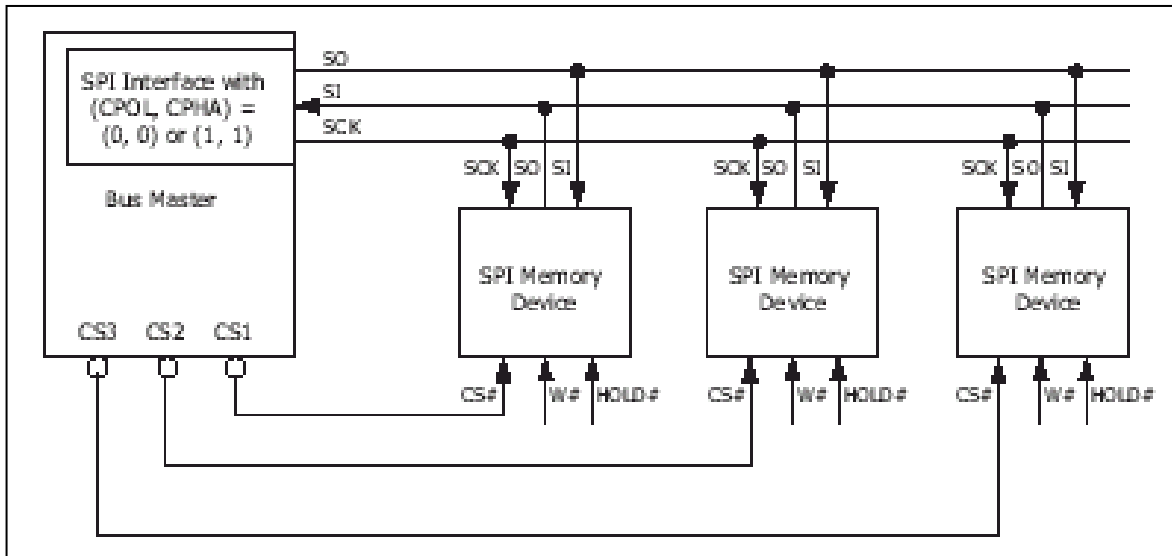 SO
SPI Interface with
(CPOL, CPHA) =
(0, 0) or (1, 1)
SI
SCK
Bus Master
SCK SO SI
SCK SO SI
SCK SO SI
SPI Memory
Device
SPI Memory
Device
SPI Memory
Device
CS3 CS2 CS1
CS# W# HOLD#
CS# W# HOLD#
CS# W# HOLD#